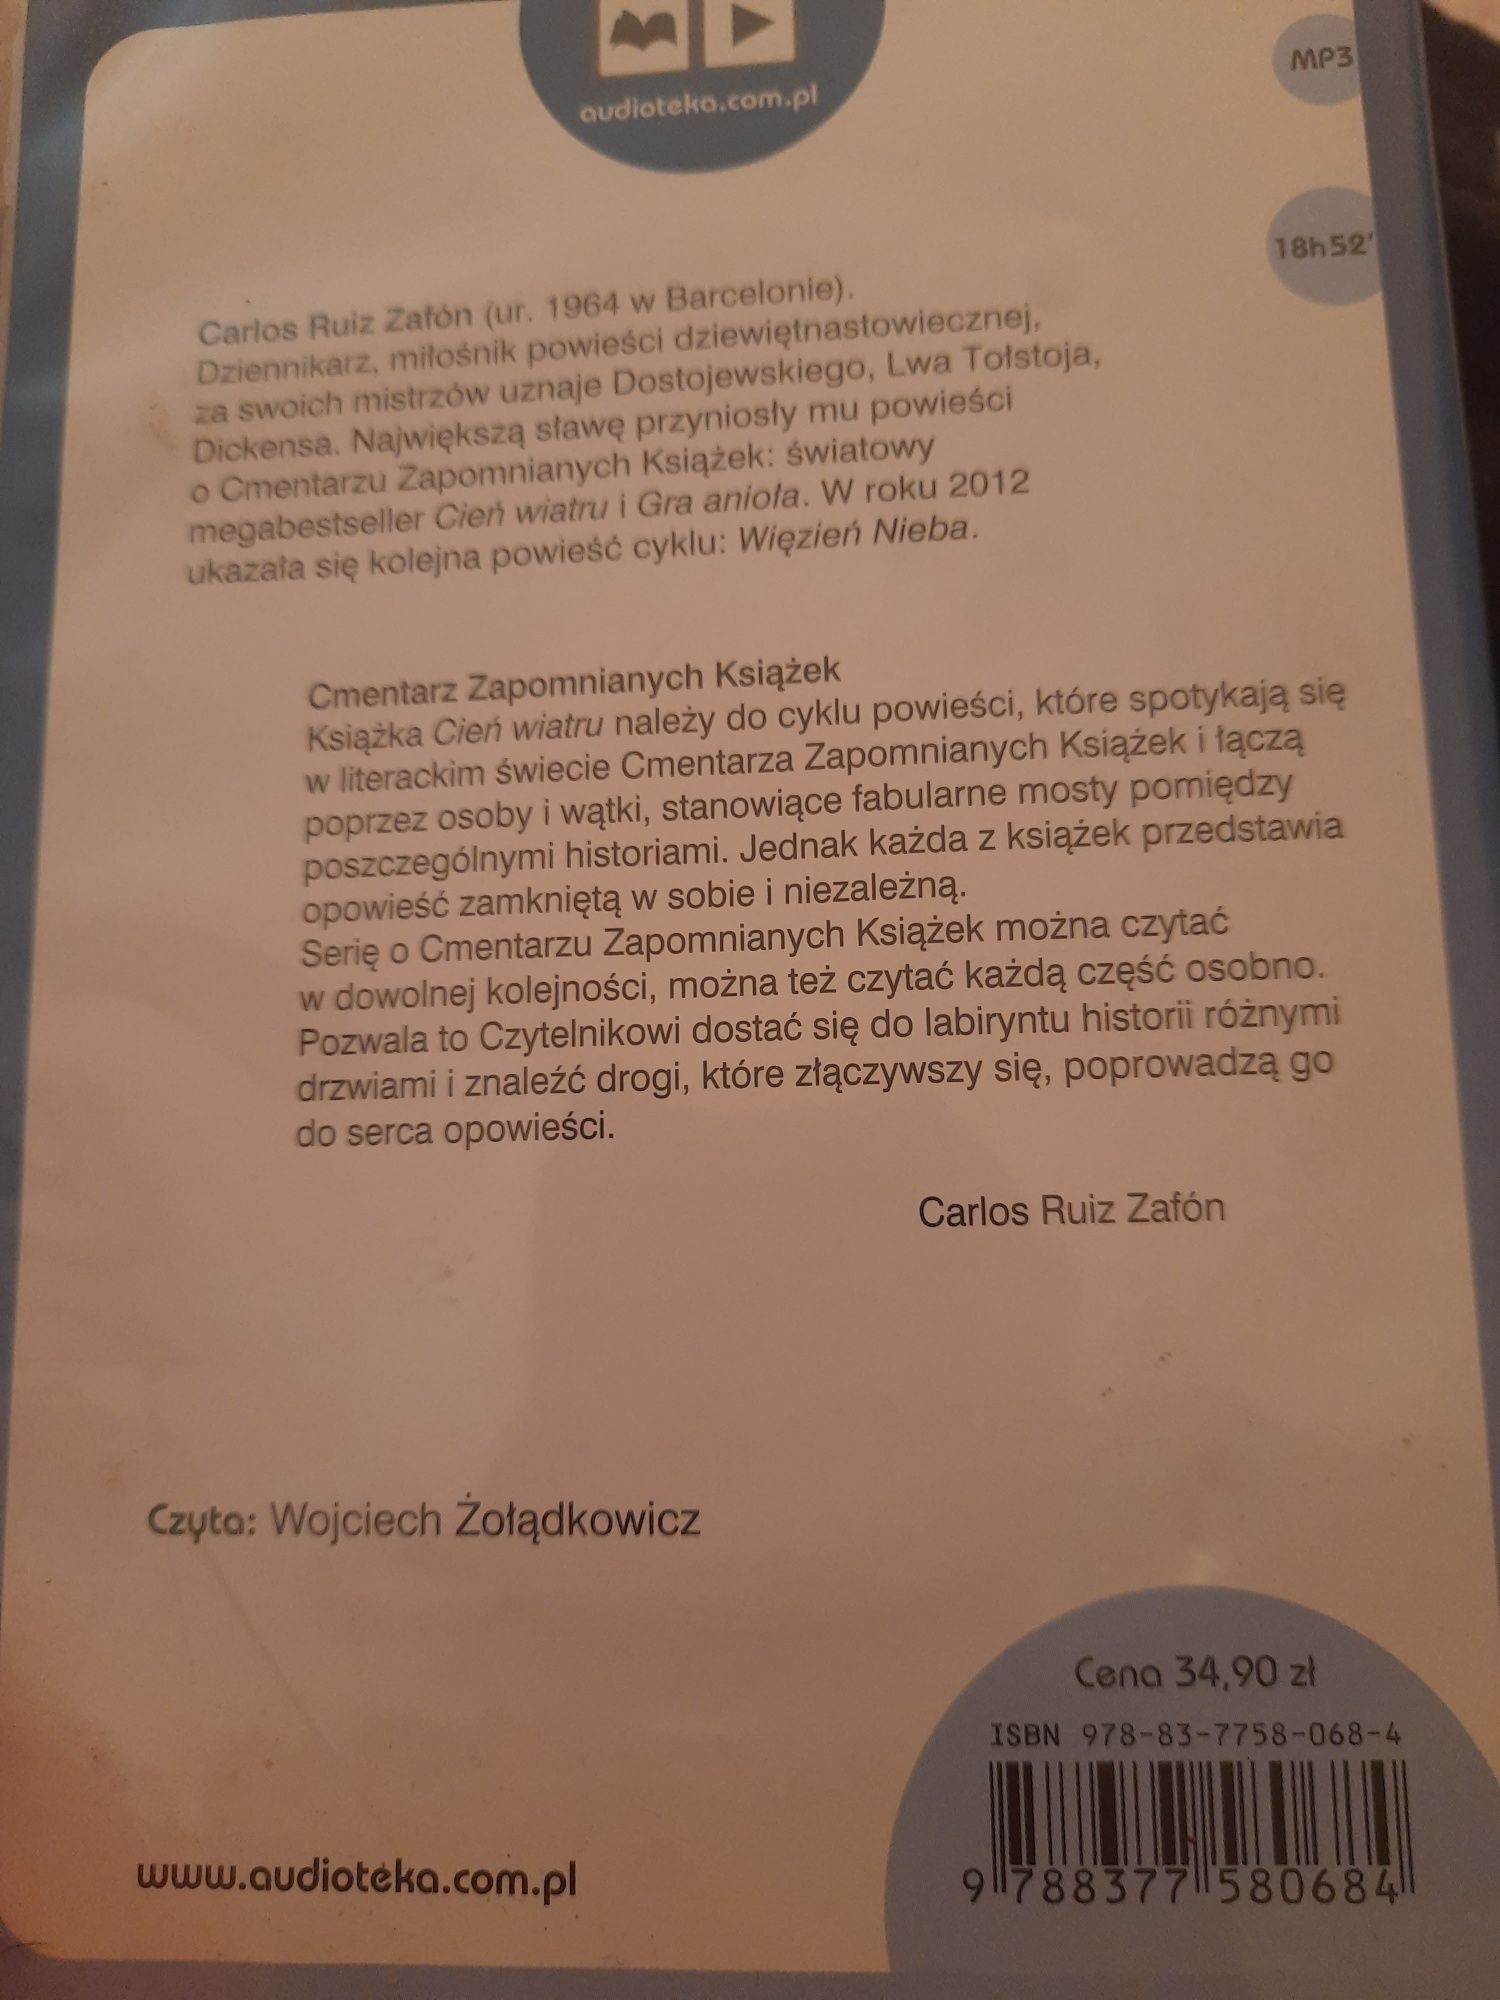 audioteka.com.pl
MP3
18h52'
Carlos Ruiz Zafón (ur. 1964 w Barcelonie).
Dziennikarz, miłośnik powieści dziewiętnastowiecznej,
za swoich mistrzów uznaje Dostojewskiego, Lwa Tołstoja,
Dickensa. Największą sławę przyniosły mu powieści
o Cmentarzu Zapomnianych Książek: światowy
megabestseller Cień wiatru i Gra anioła. W roku 2012
ukazała się kolejna powieść cyklu: Więzień Nieba.
Cmentarz Zapomnianych Książek
Książka Cień wiatru należy do cyklu powieści, które spotykają się
w literackim świecie Cmentarza Zapomnianych Książek i łączą
poprzez osoby i wątki, stanowiące fabularne mosty pomiędzy
poszczególnymi historiami. Jednak każda z książek przedstawia
opowieść zamkniętą w sobie i niezależną.
Serię o Cmentarzu Zapomnianych Książek można czytać
w dowolnej kolejności, można też czytać każdą część osobno.
Pozwala to Czytelnikowi dostać się do labiryntu historii różnymi
drzwiami i znaleźć drogi, które złączywszy się, poprowadzą go
do serca opowieści.
Carlos Ruiz Zafón
Czyta: Wojciech Żołądkowicz
Cena 34,90 zł
ISBN 978-83-7758-068-4
9 788377 580684
www.audioteka.com.pl